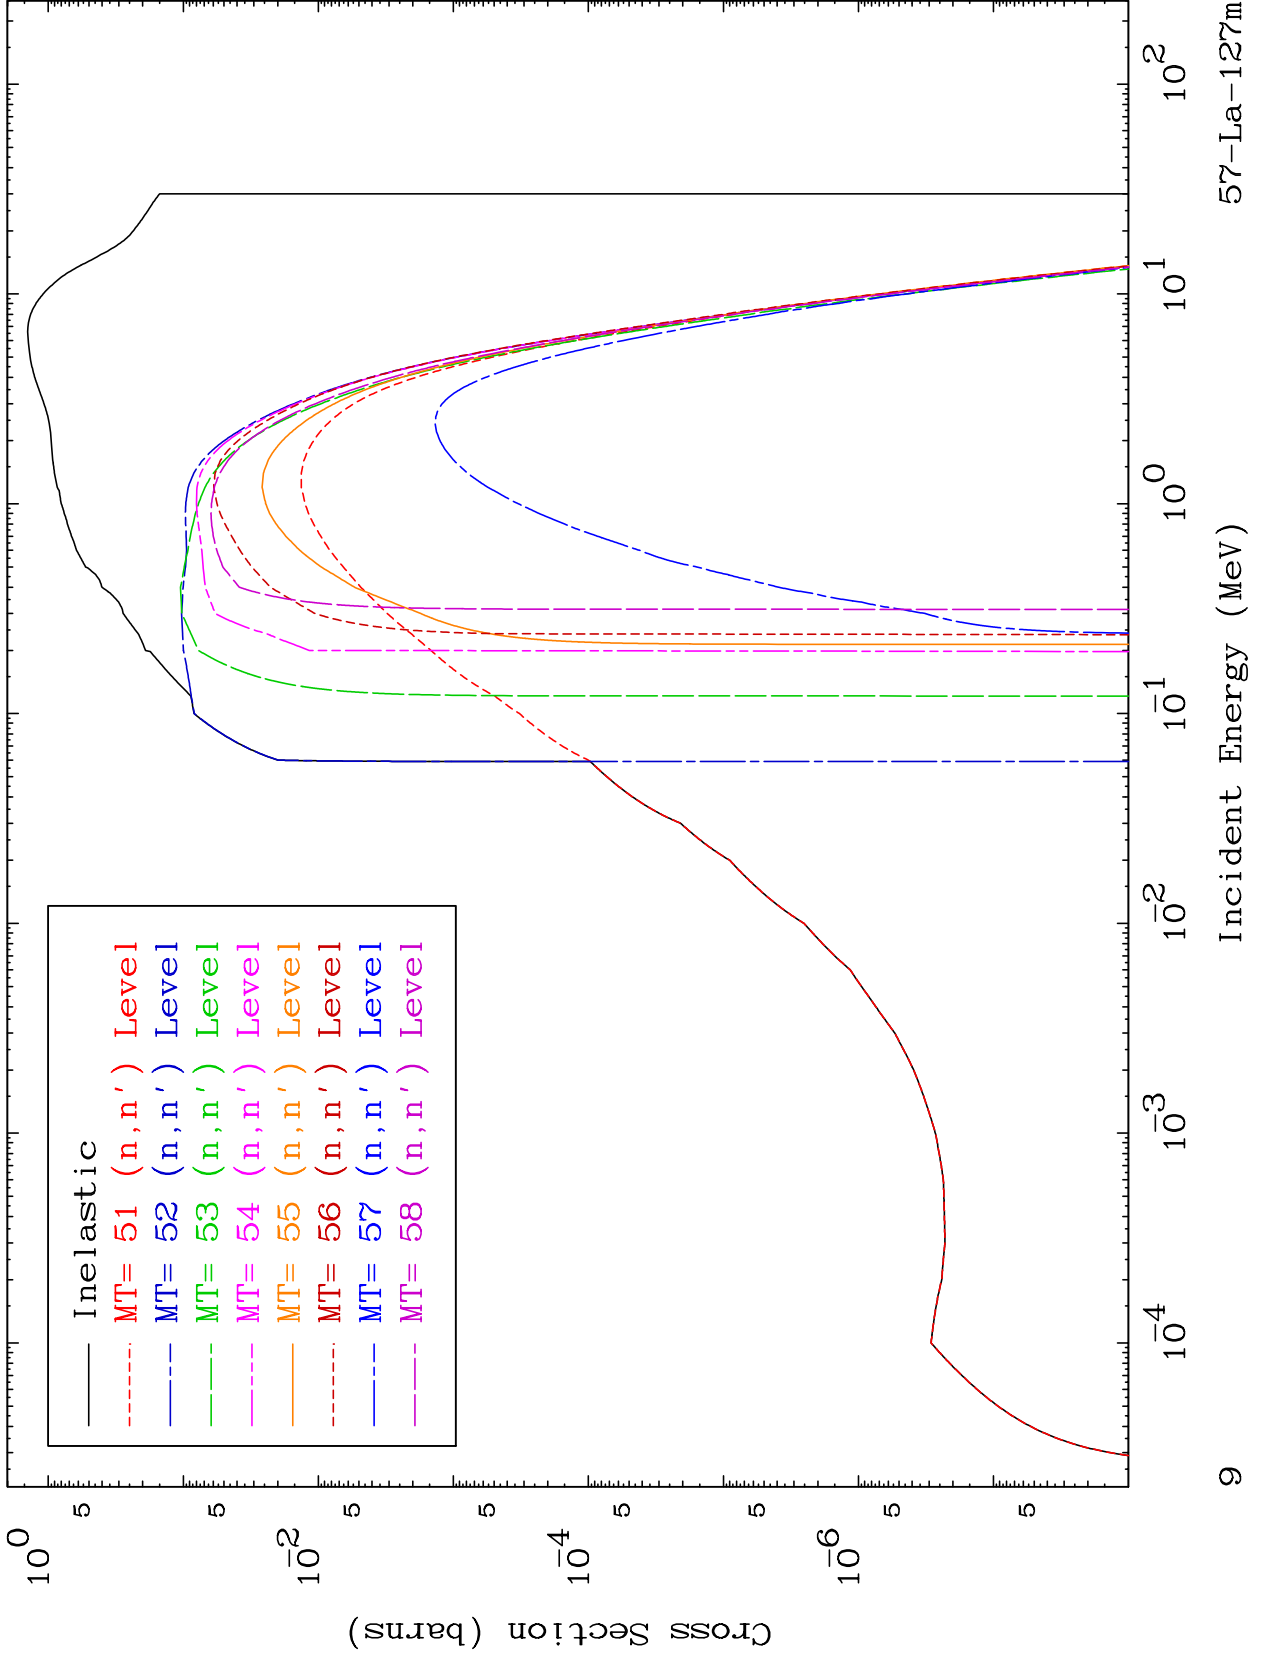 Inelastic
MT= 51 (n,n') Level
MT= 52 (n,n') Level
MT= 53 (n,n') Level
MT= 54 (n,n') Level
MT= 55 (n,n') Level
MT= 56 (n,n') Level
MT= 57 (n,n') Level
MT= 58 (n,n') Level
Cross Section (barns)
10^0
5
5
10^-2
5
5
10^-4
5
5
10^-6
5
10^-4
10^-3
10^-2
10^-1
10^0
10^1
10^2
Incident Energy (MeV)
9
57-La-127m